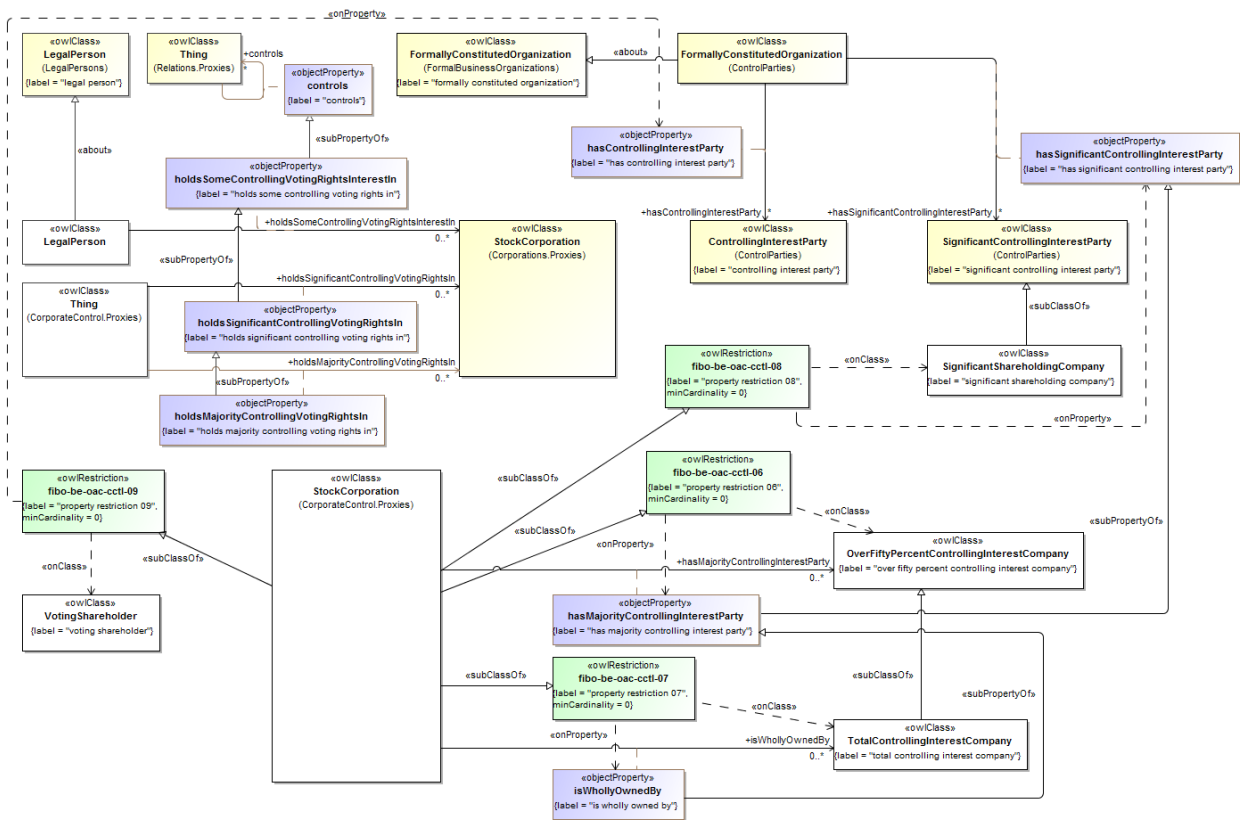 «onProperty»
«owlClass»
LegalPerson
(LegalPersons)
{label = "legal person"}
«owlClass»
Thing
(Relations.Proxies)
+controls
*
«objectProperty»
controls
{label = "controls"}
«owlClass»
FormallyConstitutedOrganization
(FormalBusinessOrganizations)
{label = "formally constituted organization"}
«about»
«owlClass»
FormallyConstitutedOrganization
(ControlParties)
«subPropertyOf»
«about»
«objectProperty»
hasControllingInterestParty
{label = "has controlling interest party"}
«objectProperty»
hasSignificantControllingInterestParty
{label = "has significant controlling interest party"}
«objectProperty»
holdsSomeControllingVotingRightsInterestIn
{label = "holds some controlling voting rights in"}
«owlClass»
LegalPerson
+holdsSomeControllingVotingRightsInterestIn
0..*
«owlClass»
StockCorporation
(Corporations.Proxies)
+hasControllingInterestParty
*
+hasSignificantControllingInterestParty
*
«owlClass»
ControllingInterestParty
(ControlParties)
{label = "controlling interest party"}
«owlClass»
SignificantControllingInterestParty
(ControlParties)
{label = "significant controlling interest party"}
«subPropertyOf»
+holdsSignificantControllingVotingRightsIn
0..*
«owlClass»
Thing
(CorporateControl.Proxies)
«objectProperty»
holdsSignificantControllingVotingRightsIn
{label = "holds significant controlling voting rights in"}
«subClassOf»
+holdsMajorityControllingVotingRightsIn
0..*
«subPropertyOf»
«objectProperty»
holdsMajorityControllingVotingRightsIn
{label = "holds majority controlling voting rights in"}
«owlRestriction»
fibo-be-oac-cctl-08
{label = "property restriction 08",
minCardinality = 0}
«onClass»
«owlClass»
SignificantShareholdingCompany
{label = "significant shareholding company"}
«onProperty»
«owlRestriction»
fibo-be-oac-cctl-09
{label = "property restriction 09",
minCardinality = 0}
«owlClass»
StockCorporation
(CorporateControl.Proxies)
«subClassOf»
«owlRestriction»
fibo-be-oac-cctl-06
{label = "property restriction 06",
minCardinality = 0}
«onClass»
«subClassOf»
«subPropertyOf»
«onProperty»
«owlClass»
OverFiftyPercentControllingInterestCompany
{label = "over fifty percent controlling interest company"}
«subClassOf»
«onClass»
+hasMajorityControllingInterestParty
0..*
«owlClass»
VotingShareholder
{label = "voting shareholder"}
«objectProperty»
hasMajorityControllingInterestParty
{label = "has majority controlling interest party"}
«subClassOf»
«owlRestriction»
fibo-be-oac-cctl-07
{label = "property restriction 07",
minCardinality = 0}
«subClassOf»
«subPropertyOf»
«onClass»
«onProperty»
+isWhollyOwnedBy
0..*
«owlClass»
TotalControllingInterestCompany
{label = "total controlling interest company"}
«objectProperty»
isWhollyOwnedBy
{label = "is wholly owned by"}